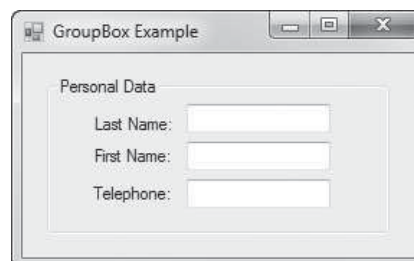 GroupBox Example
Personal Data
Last Name:
First Name:
Telephone: